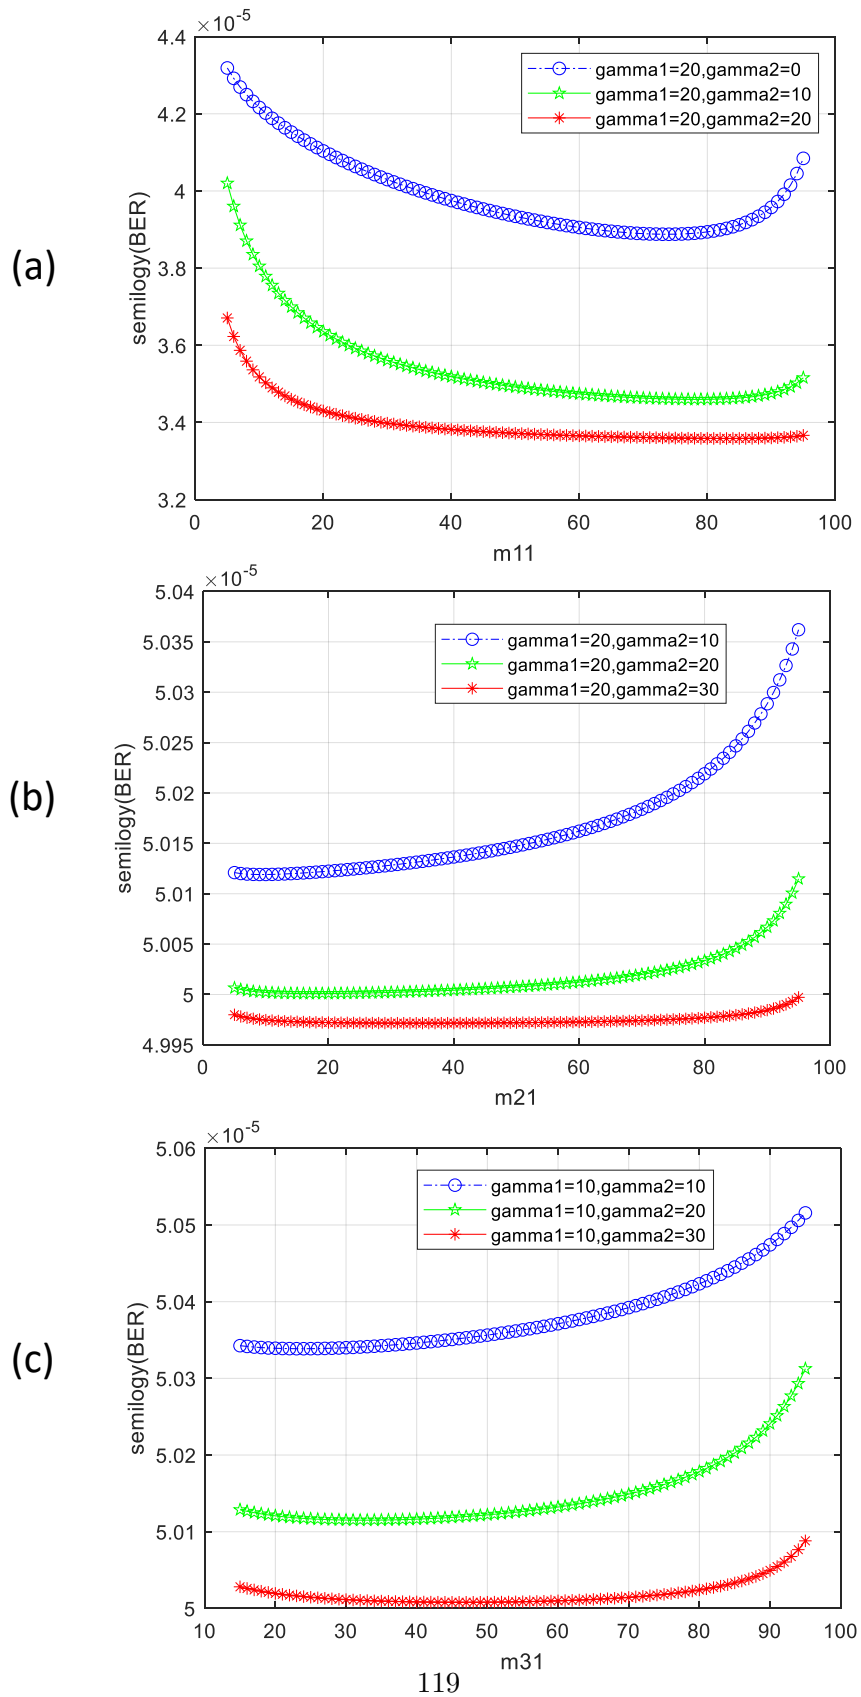 ×10-5
4.4
4.2
4
3.8
3.6
3.4
3.2
0
20
40
60
80
100
m11
semilogy(BER)
gamma1=20,gamma2=0
gamma1=20,gamma2=10
gamma1=20,gamma2=20
(a)
×10-5
5.04
5.035
5.03
5.025
5.02
5.015
5.01
5.005
5
4.995
0
20
40
60
80
100
m21
semilogy(BER)
gamma1=20,gamma2=10
gamma1=20,gamma2=20
gamma1=20,gamma2=30
(b)
×10-5
5.06
5.05
5.04
5.03
5.02
5.01
5
10
20
30
40
50
60
70
80
90
100
m31
semilogy(BER)
gamma1=10,gamma2=10
gamma1=10,gamma2=20
gamma1=10,gamma2=30
(c)
119